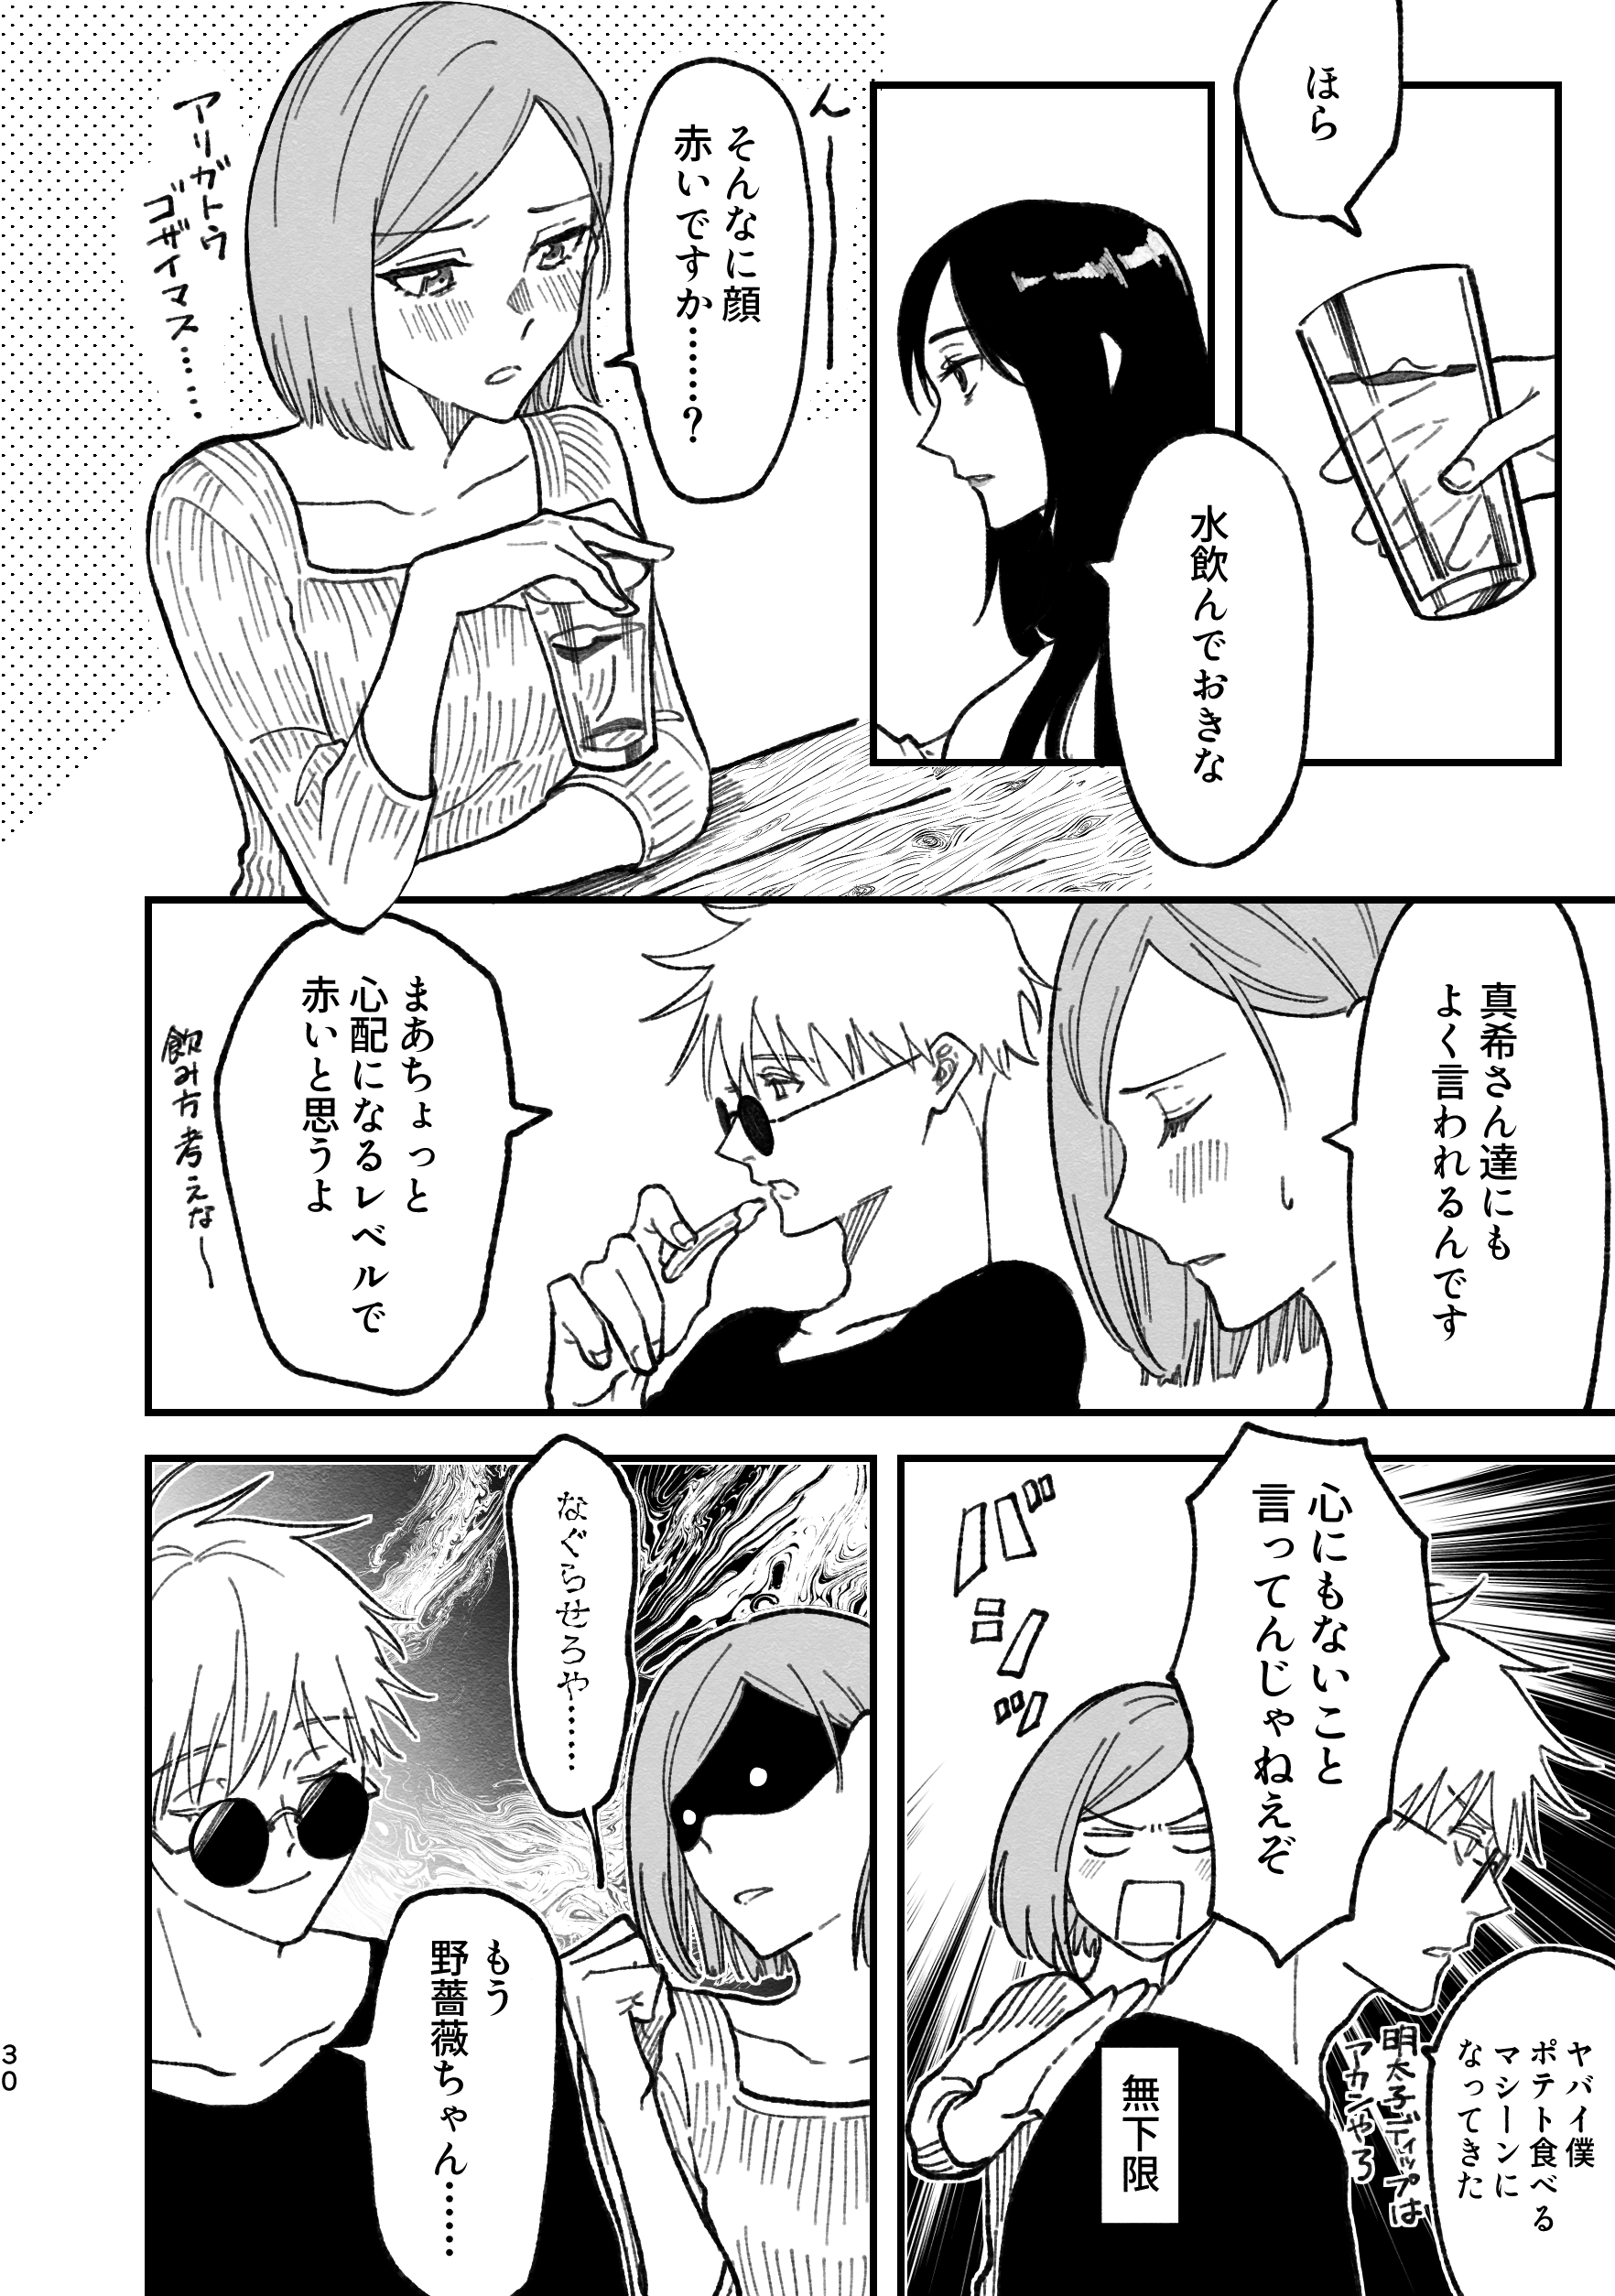 ほら
水飲んでおきな
ん——
そんなに顔
赤いですか………?
アリガトウ
ゴザイマス……
真希さん達にも
よく言われるんです
まあちょっと
心配になるレベルで
赤いと思うよ
飲み方考えな〜
心にもないこと
言ってんじゃねえぞ
バシッ
ヤバイ僕
ポテト食べる
マシーンに
なってきた
明太子ディップは
アカンやろ
無下限
なぐらせろや……
もう
野薔薇ちゃん………
30